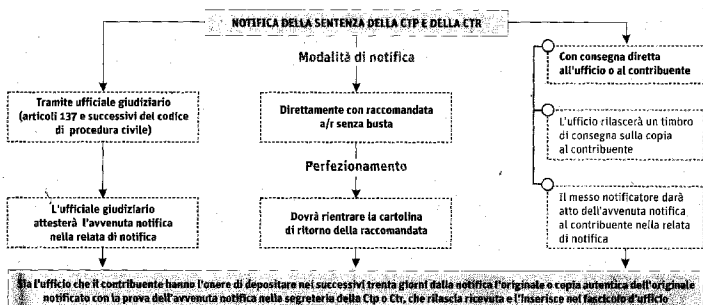 NOTIFICA DELLA SENTENZA DELLA CTP E DELLA CTR
Modalità di notifica
Tramite ufficiale giudiziario
(articoli 137 e successivi del codice
di procedura civile)
L'ufficiale giudiziario
attesterà l'avvenuta notifica
nella relata di notifica
Direttamente con raccomandata
a/r senza busta
Perfezionamento
Dovrà rientrare la cartolina
di ritorno della raccomandata
Con consegna diretta
all'ufficio o al contribuente
L'ufficio rilascerà un timbro
di consegna sulla copia
al contribuente
Il messo notificatore darà
atto dell'avvenuta notifica
al contribuente nella relata
di notifica
Sia l'ufficio che il contribuente hanno l'onere di depositare nei successivi trenta giorni dalla notifica l'originale o copia autentica dell'originale
notificato con la prova dell'avvenuta notifica nella segreteria della Ctp o Ctr, che rilascia ricevuta e l'inserisce nel fascicolo d'ufficio